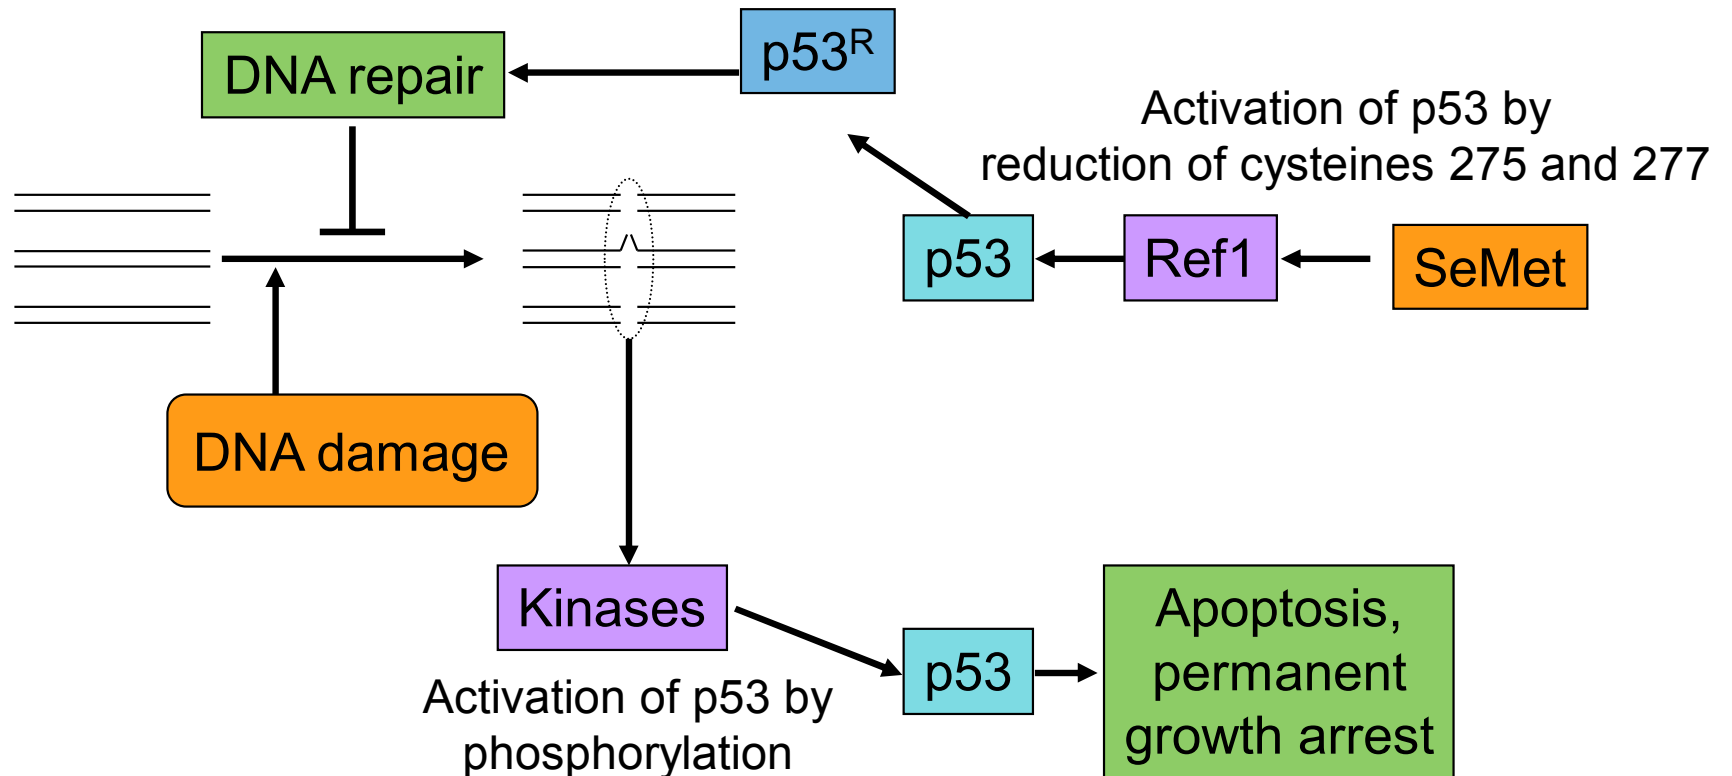 DNA repair
p53ᴿ
Activation of p53 by
reduction of cysteines 275 and 277
p53
Ref1
SeMet
DNA damage
Kinases
Activation of p53 by
phosphorylation
p53
Apoptosis,
permanent
growth arrest